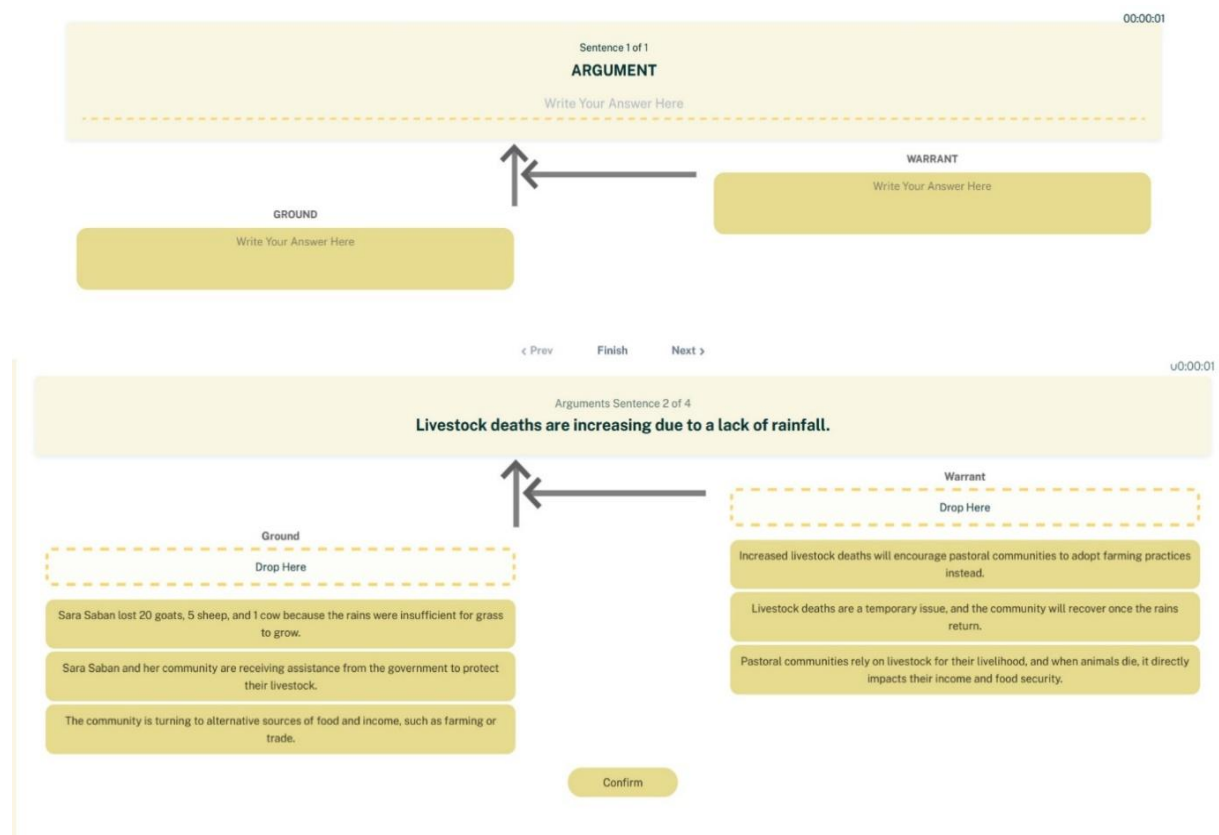 00:00:01
Sentence 1 of 1
ARGUMENT
Write Your Answer Here
WARRANT
Write Your Answer Here
GROUND
Write Your Answer Here
‹ Prev Finish Next ›
00:00:01
Arguments Sentence 2 of 4
Livestock deaths are increasing due to a lack of rainfall.
Warrant
Drop Here
Ground
Drop Here
Increased livestock deaths will encourage pastoral communities to adopt farming practices
instead.
Livestock deaths are a temporary issue, and the community will recover once the rains
return.
Pastoral communities rely on livestock for their livelihood, and when animals die, it directly
impacts their income and food security.
Sara Saban lost 20 goats, 5 sheep, and 1 cow because the rains were insufficient for grass
to grow.
Sara Saban and her community are receiving assistance from the government to protect
their livestock.
The community is turning to alternative sources of food and income, such as farming or
trade.
Confirm